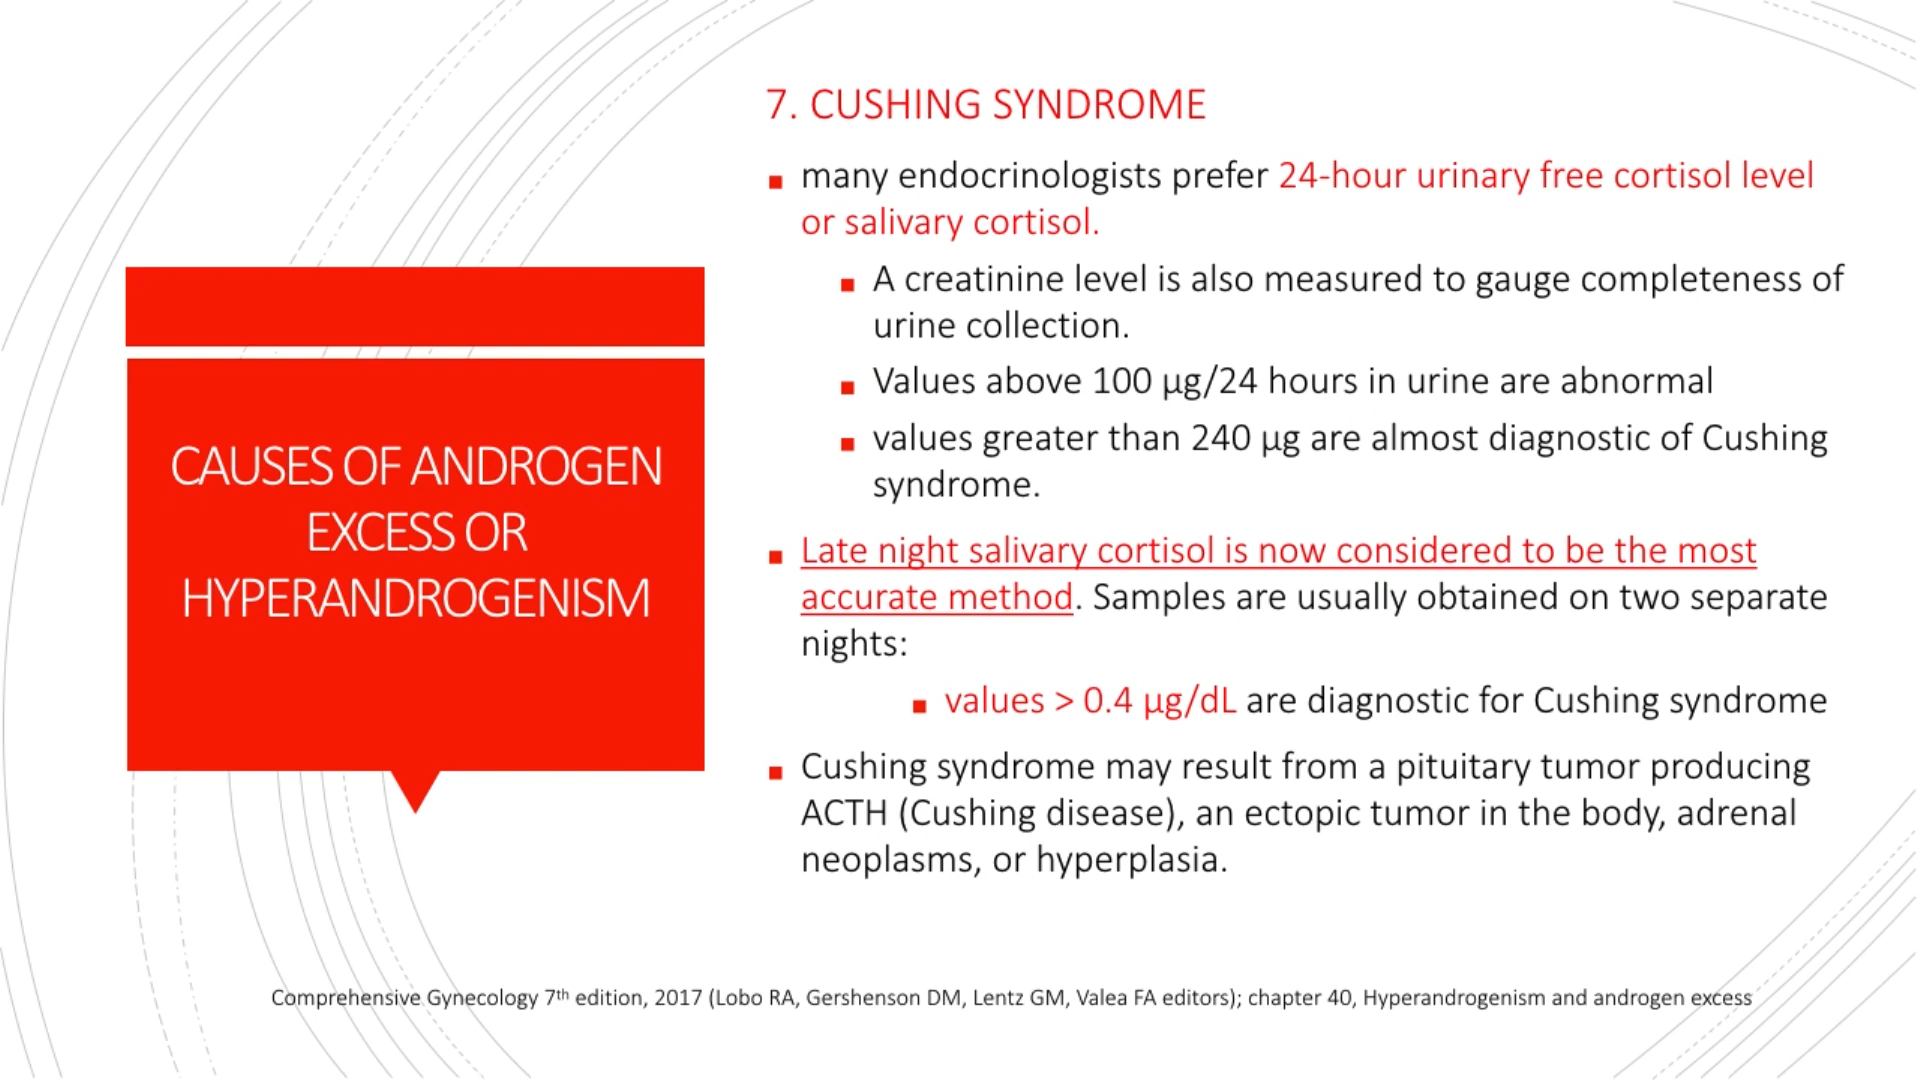 CAUSES OF ANDROGEN
EXCESS OR
HYPERANDROGENISM
7. CUSHING SYNDROME
▪ many endocrinologists prefer 24-hour urinary free cortisol level
or salivary cortisol.
▪ A creatinine level is also measured to gauge completeness of
urine collection.
▪ Values above 100 µg/24 hours in urine are abnormal
▪ values greater than 240 µg are almost diagnostic of Cushing
syndrome.
▪ Late night salivary cortisol is now considered to be the most
accurate method. Samples are usually obtained on two separate
nights:
▪ values > 0.4 µg/dL are diagnostic for Cushing syndrome
▪ Cushing syndrome may result from a pituitary tumor producing
ACTH (Cushing disease), an ectopic tumor in the body, adrenal
neoplasms, or hyperplasia.
Comprehensive Gynecology 7th edition, 2017 (Lobo RA, Gershenson DM, Lentz GM, Valea FA editors); chapter 40, Hyperandrogenism and androgen excess